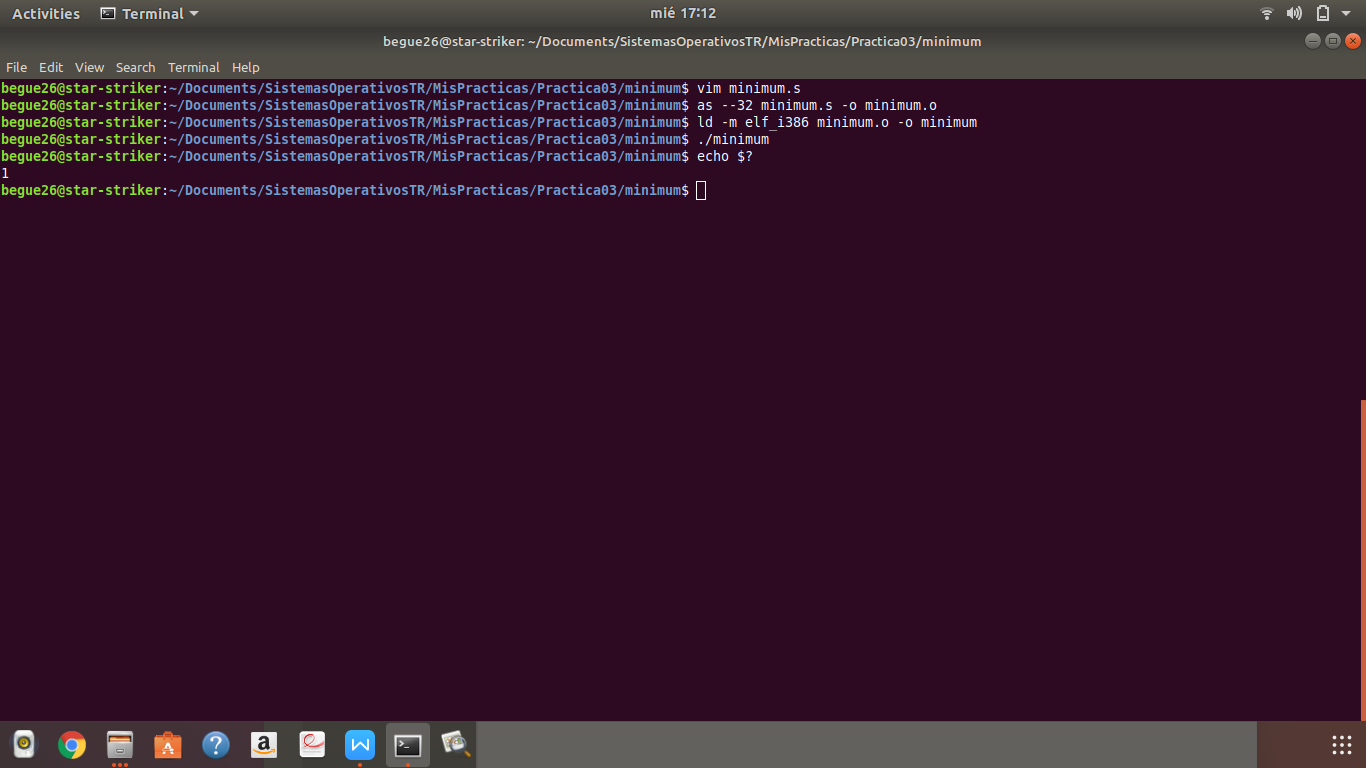 Activities Terminal mié 17:12
begue26@star-striker: ~/Documents/SistemasOperativosTR/MisPracticas/Practica03/minimum
File Edit View Search Terminal Help
begue26@star-striker:~/Documents/SistemasOperativosTR/MisPracticas/Practica03/minimum$ vim minimum.s
begue26@star-striker:~/Documents/SistemasOperativosTR/MisPracticas/Practica03/minimum$ as --32 minimum.s -o minimum.o
begue26@star-striker:~/Documents/SistemasOperativosTR/MisPracticas/Practica03/minimum$ ld -m elf_i386 minimum.o -o minimum
begue26@star-striker:~/Documents/SistemasOperativosTR/MisPracticas/Practica03/minimum$ ./minimum
begue26@star-striker:~/Documents/SistemasOperativosTR/MisPracticas/Practica03/minimum$ echo $?
1
begue26@star-striker:~/Documents/SistemasOperativosTR/MisPracticas/Practica03/minimum$